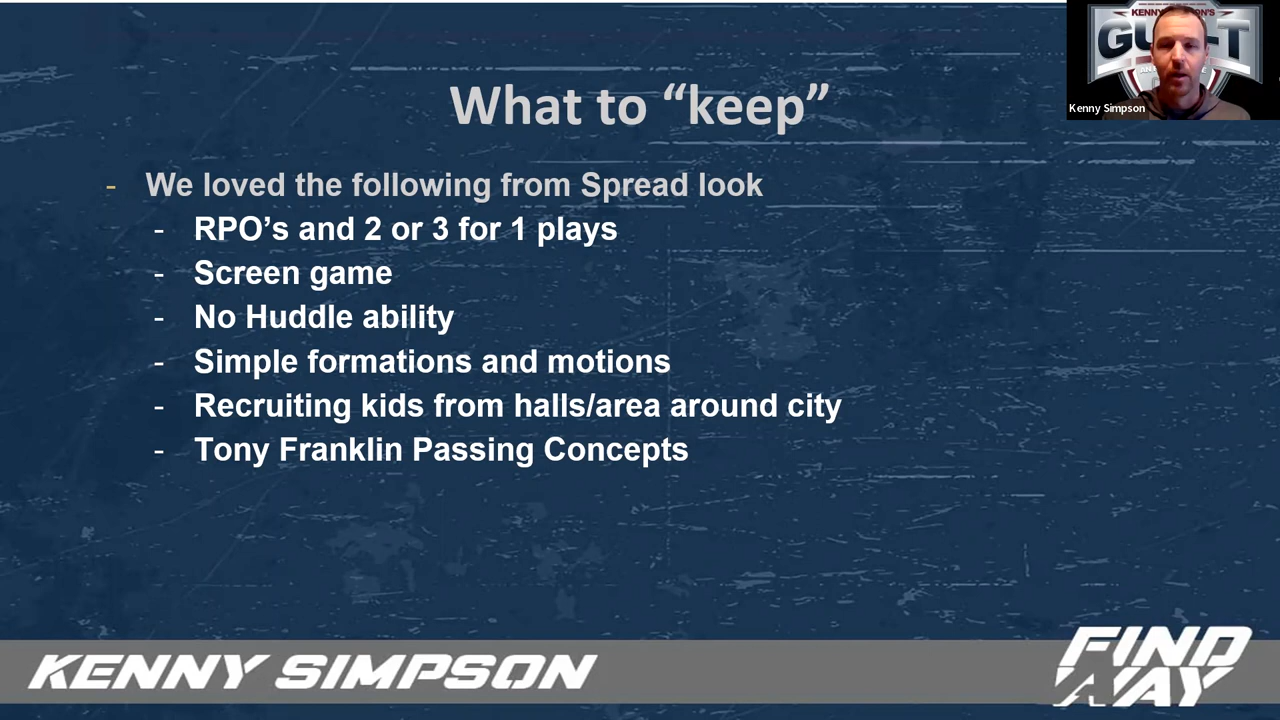 What to “keep”
- We loved the following from Spread look
- RPO’s and 2 or 3 for 1 plays
- Screen game
- No Huddle ability
- Simple formations and motions
- Recruiting kids from halls/area around city
- Tony Franklin Passing Concepts
Kenny Simpson
KENNY SIMPSON
FIND
A WAY